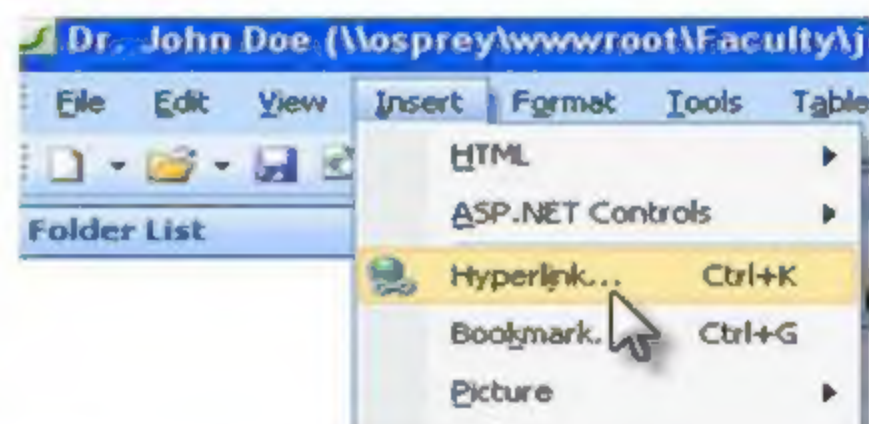 Dr. John Doe (\\osprey\wwwroot\Faculty\j
File Edit View Insert Format Tools Table
Folder List
HTML
ASP.NET Controls
Hyperlink... Ctrl+K
Bookmark. Ctrl+G
Picture